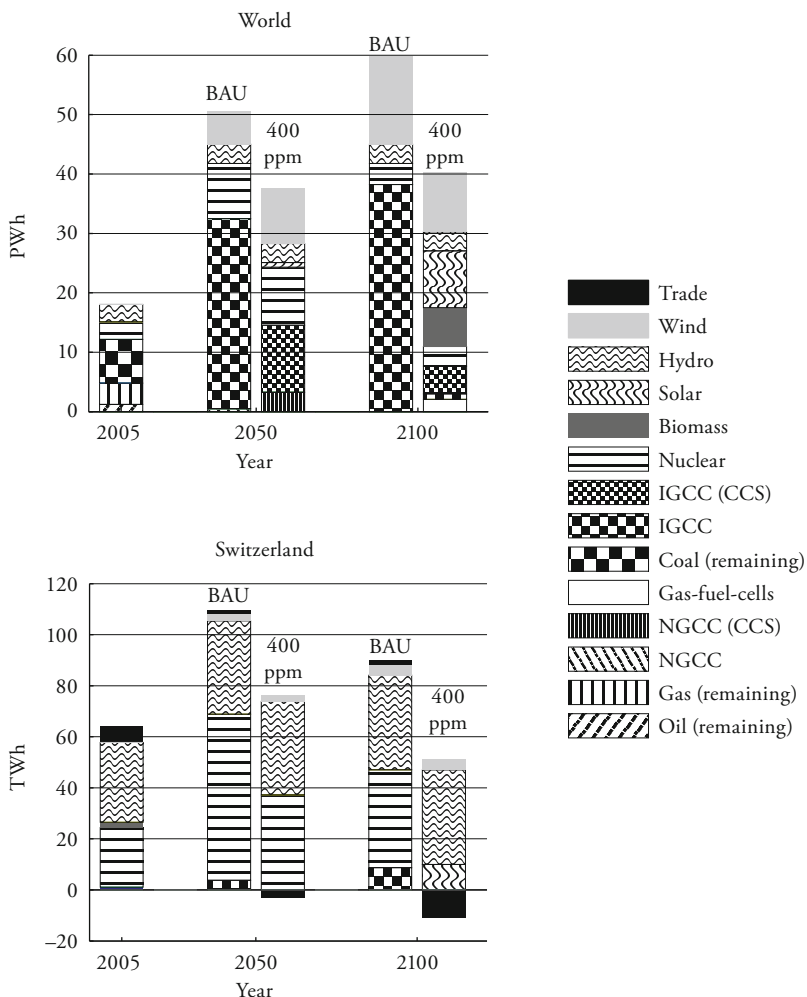 World
60
50
40
30
20
10
0
PWh
BAU
400
ppm
BAU
400
ppm
2005
2050
2100
Year
Trade
Wind
Hydro
Solar
Biomass
Nuclear
IGCC (CCS)
IGCC
Coal (remaining)
Gas-fuel-cells
NGCC (CCS)
NGCC
Gas (remaining)
Oil (remaining)
Switzerland
120
100
80
60
40
20
0
–20
TWh
BAU
400
ppm
BAU
400
ppm
2005
2050
2100
Year